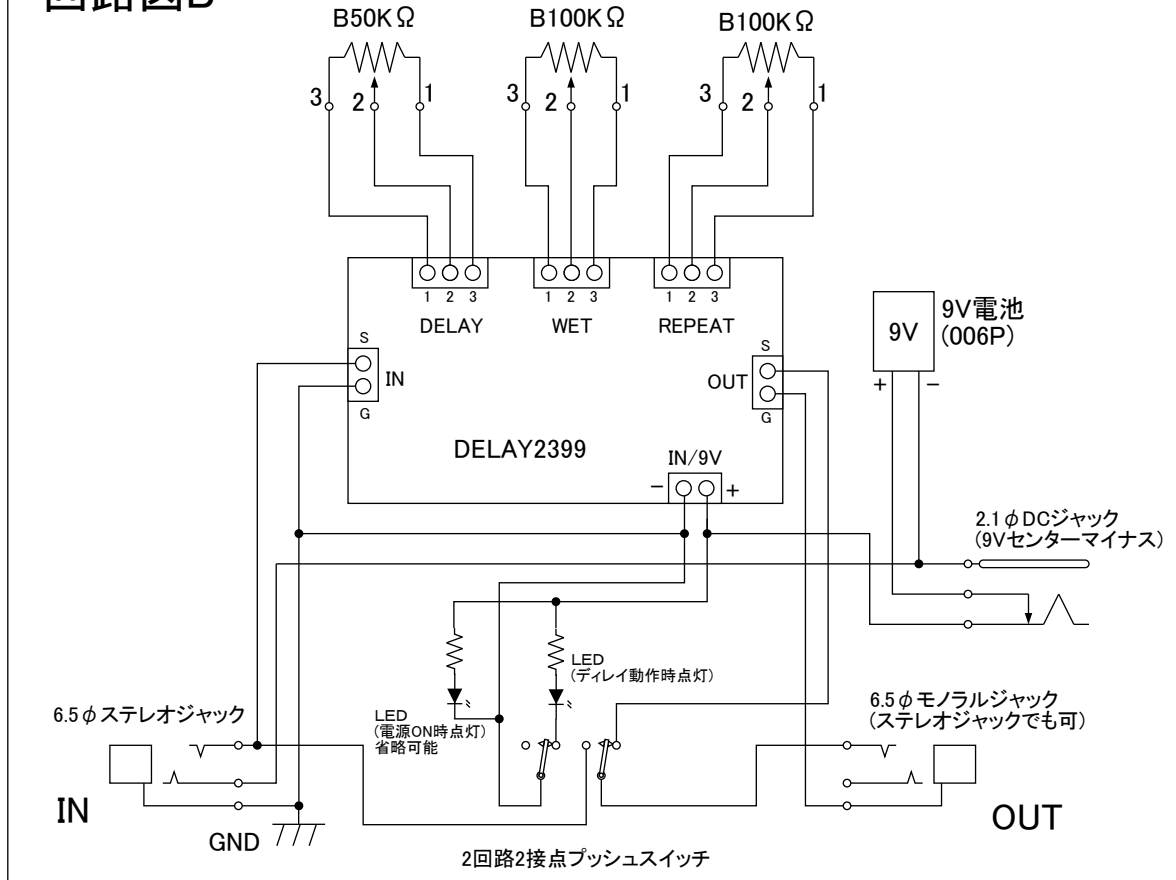 回路図B
B50KΩ
B100KΩ
B100KΩ
3 2 1
3 2 1
3 2 1
1 2 3
1 2 3
1 2 3
DELAY
WET
REPEAT
9V
9V電池
(006P)
+ −
S
IN
G
S
OUT
G
DELAY2399
IN/9V
− +
2.1φDCジャック
(9Vセンターマイナス)
LED
(ディレイ動作時点灯)
LED
(電源ON時点灯)
省略可能
6.5φステレオジャック
6.5φモノラルジャック
(ステレオジャックでも可)
IN
GND
OUT
2回路2接点プッシュスイッチ